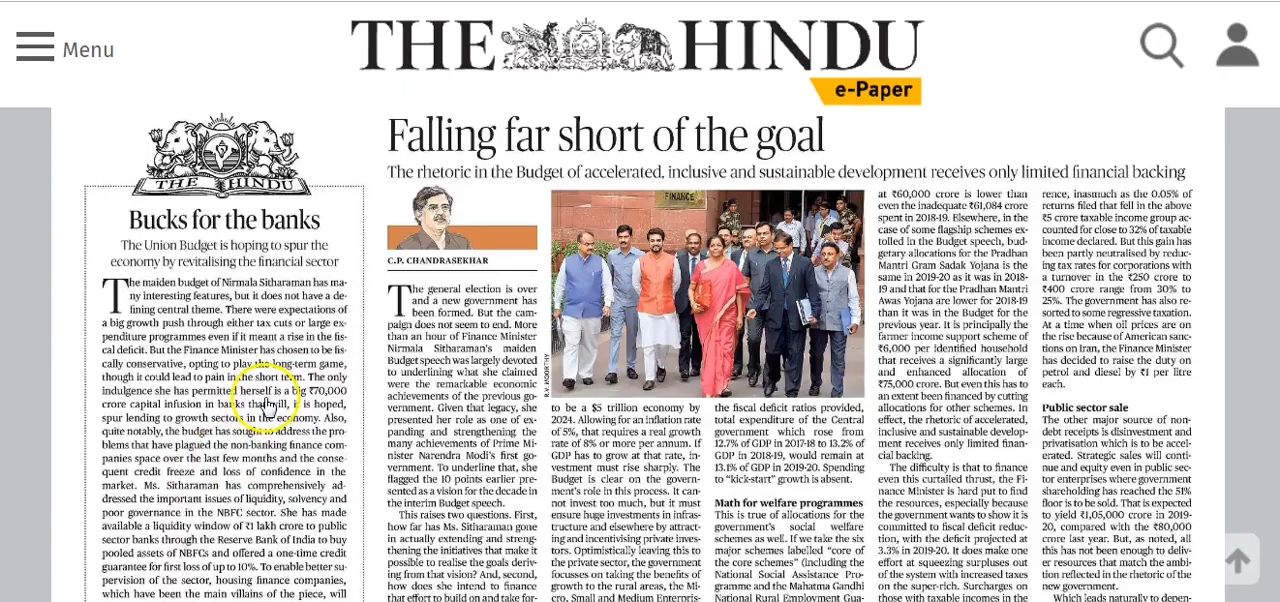 Menu
THE HINDU
e-Paper
THE HINDU
Bucks for the banks
The Union Budget is hoping to spur the
economy by revitalising the financial sector
The maiden budget of Nirmala Sitharaman has ma-
ny interesting features, but it does not have a de-
fining central theme. There were expectations of
a big growth push through either tax cuts or large ex-
penditure programmes even if it meant a rise in the fis-
cal deficit. But the Finance Minister has chosen to be fis-
cally conservative, opting to play the long-term game,
though it could lead to pain in the short term. The only
indulgence she has permitted herself is a big ₹70,000
crore capital infusion in banks that will, it is hoped,
spur lending to growth sectors in the economy. Also,
quite notably, the budget has sought to address the pro-
blems that have plagued the non-banking finance com-
panies space over the last few months and the conse-
quent credit freeze and loss of confidence in the
market. Ms. Sitharaman has comprehensively ad-
dressed the important issues of liquidity, solvency and
poor governance in the NBFC sector. She has made
available a liquidity window of ₹1 lakh crore to public
sector banks through the Reserve Bank of India to buy
pooled assets of NBFCs and offered a one-time credit
guarantee for first loss of up to 10%. To enable better su-
pervision of the sector, housing finance companies,
which have been the main villains of the piece, will
Falling far short of the goal
The rhetoric in the Budget of accelerated, inclusive and sustainable development receives only limited financial backing
C.P. CHANDRASEKHAR
The general election is over
and a new government has
been formed. But the cam-
paign does not seem to end. More
than an hour of Finance Minister
Nirmala Sitharaman's maiden
Budget speech was largely devoted
to underlining what she claimed
were the remarkable economic
achievements of the previous go-
vernment. Given that legacy, she
presented her role as one of ex-
panding and strengthening the
many achievements of Prime Mi-
nister Narendra Modi's first go-
vernment. To underline that, she
flagged the 10 points earlier pre-
sented as a vision for the decade in
the interim Budget speech.
This raises two questions. First,
how far has Ms. Sitharaman gone
in actually extending and streng-
thening the initiatives that make it
possible to realise the goals deriv-
ing from that vision? And, second,
how does she intend to finance
that effort to build on and take for-
FINANCE
R.V. MOORTHY
to be a $5 trillion economy by
2024. Allowing for an inflation rate
of 5%, that requires a real growth
rate of 8% or more per annum. If
GDP has to grow at that rate, in-
vestment must rise sharply. The
Budget is clear on the govern-
ment's role in this process. It can-
not invest too much, but it must
ensure huge investments in infras-
tructure and elsewhere by attract-
ing and incentivising private inves-
tors. Optimistically leaving this to
the private sector, the government
focusses on taking the benefits of
growth to the rural areas, the Mi-
cro, Small and Medium Enterpris-
the fiscal deficit ratios provided,
total expenditure of the Central
government which rose from
12.7% of GDP in 2017-18 to 13.2% of
GDP in 2018-19, would remain at
13.1% of GDP in 2019-20. Spending
to “kick-start” growth is absent.
Math for welfare programmes
This is true of allocations for the
government's social welfare
schemes as well. If we take the six
major schemes labelled “core of
the core schemes” (including the
National Social Assistance Pro-
gramme and the Mahatma Gandhi
National Rural Employment Gua-
at ₹60,000 crore is lower than
even the inadequate ₹61,084 crore
spent in 2018-19. Elsewhere, in the
case of some flagship schemes ex-
tolled in the Budget speech, bud-
getary allocations for the Pradhan
Mantri Gram Sadak Yojana is the
same in 2019-20 as it was in 2018-
19 and that for the Pradhan Mantri
Awas Yojana are lower for 2018-19
than it was in the Budget for the
previous year. It is principally the
farmer income support scheme of
₹6,000 per identified household
that receives a significantly large
and enhanced allocation of
₹75,000 crore. But even this has to
an extent been financed by cutting
allocations for other schemes. In
effect, the rhetoric of accelerated,
inclusive and sustainable develop-
ment receives only limited finan-
cial backing.
The difficulty is that to finance
even this curtailed thrust, the Fi-
nance Minister is hard put to find
the resources, especially because
the government wants to show it is
committed to fiscal deficit reduc-
tion, with the deficit projected at
3.3% in 2019-20. It does make one
effort at squeezing surpluses out
of the system with increased taxes
on the super-rich. Surcharges on
those with taxable incomes in the
rence, inasmuch as the 0.05% of
returns filed that fell in the above
₹5 crore taxable income group ac-
counted for close to 32% of taxable
income declared. But this gain has
been partly neutralised by reduc-
ing tax rates for corporations with
a turnover in the ₹250 crore to
₹400 crore range from 30% to
25%. The government has also re-
sorted to some regressive taxation.
At a time when oil prices are on
the rise because of American sanc-
tions on Iran, the Finance Minister
has decided to raise the duty on
petrol and diesel by ₹1 per litre
each.
Public sector sale
The other major source of non-
debt receipts is disinvestment and
privatisation which is to be accel-
erated. Strategic sales will conti-
nue and equity even in public sec-
tor enterprises where government
shareholding has reached the 51%
floor is to be sold. That is expected
to yield ₹1,05,000 crore in 2019-
20, compared with the ₹80,000
crore last year. But, as noted, all
this has not been enough to deliv-
er resources that match the ambi-
tion reflected in the rhetoric of the
new government.
Which leads naturally to depen-